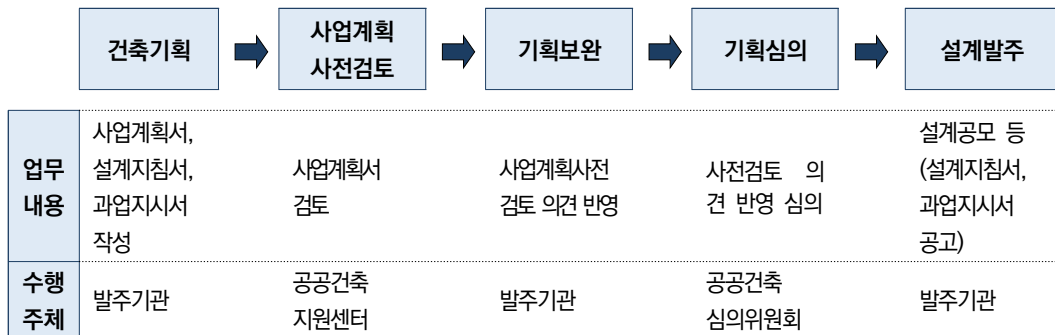 건축기획
사업계획
사전검토
기획보완
기획심의
설계발주
업무
내용
사업계획서,
설계지침서,
과업지시서
작성
사업계획서
검토
사업계획사전
검토 의견 반영
사전검토 의
견 반영 심의
설계공모 등
(설계지침서,
과업지시서
공고)
수행
주체
발주기관
공공건축
지원센터
발주기관
공공건축
심의위원회
발주기관